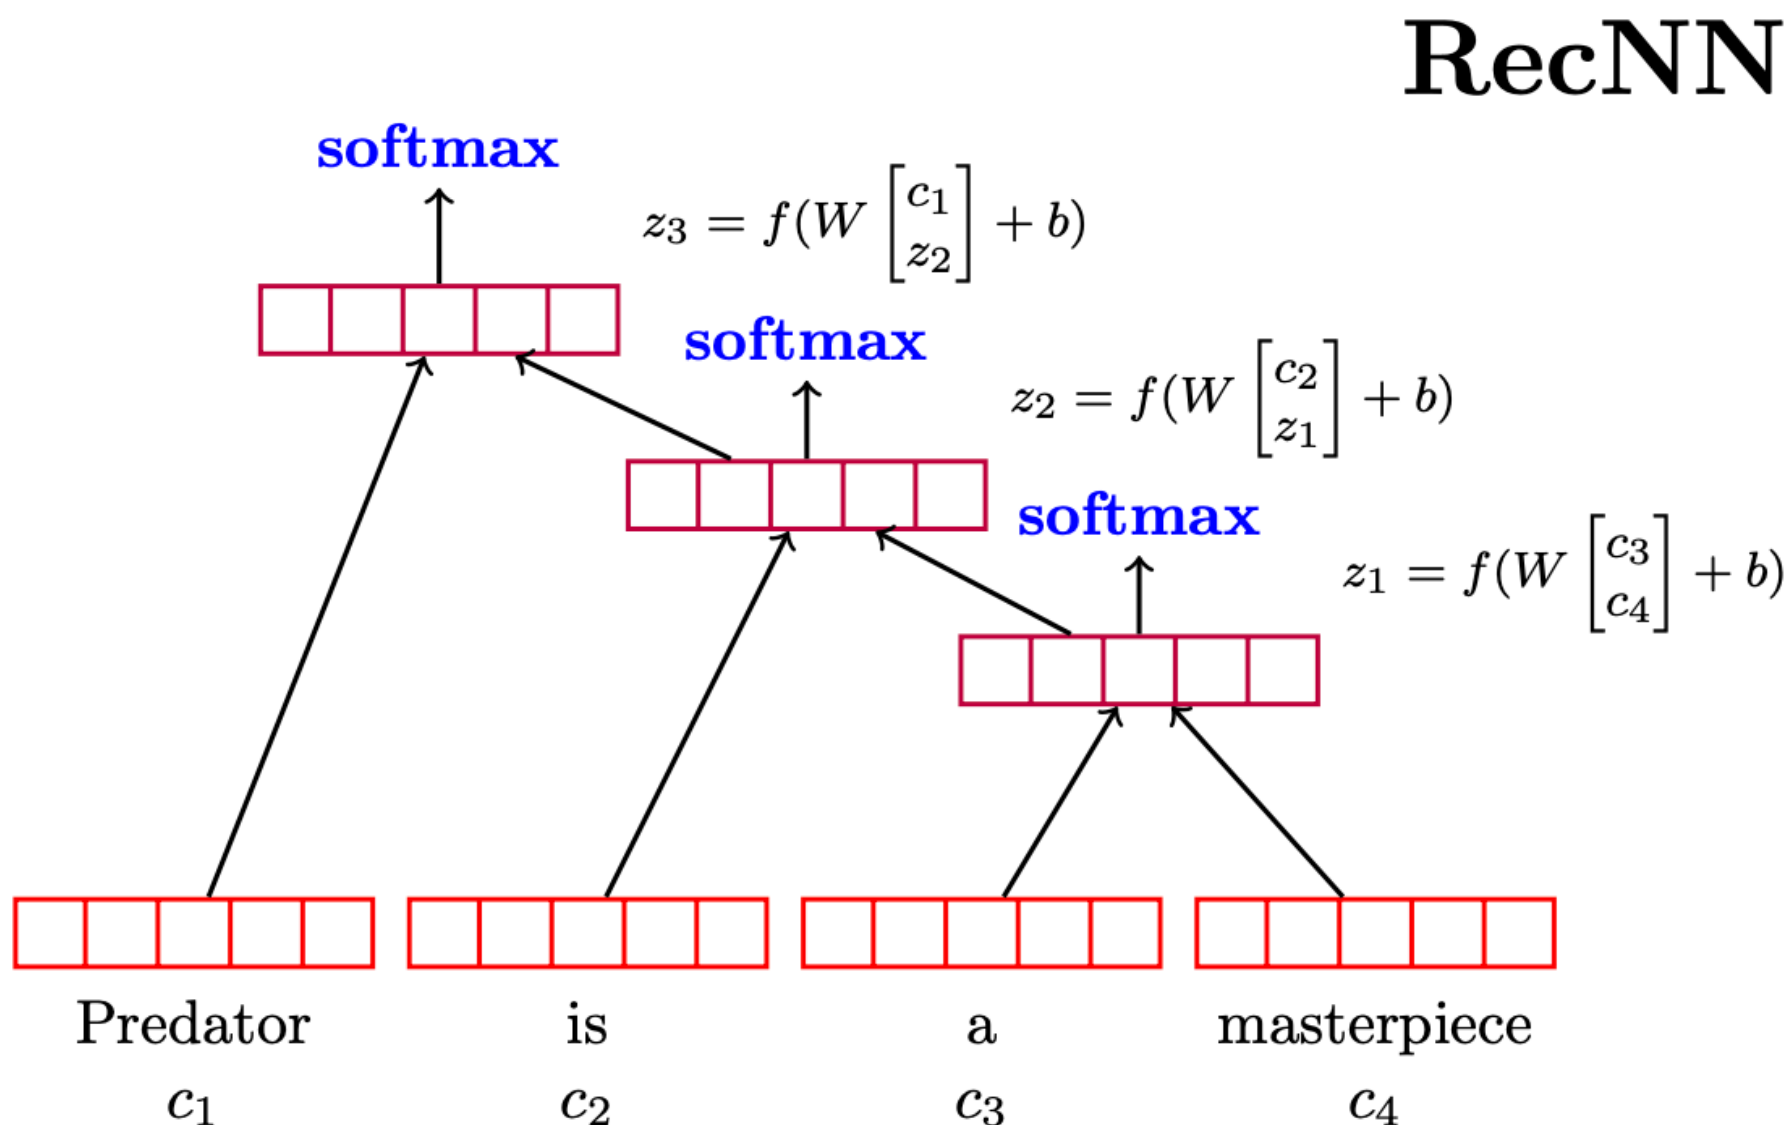 RecNN
softmax
z₃ = f(W [c₁ z₂] + b)
softmax
z₂ = f(W [c₂ z₁] + b)
softmax
z₁ = f(W [c₃ c₄] + b)
Predator is a masterpiece
c₁ c₂ c₃ c₄